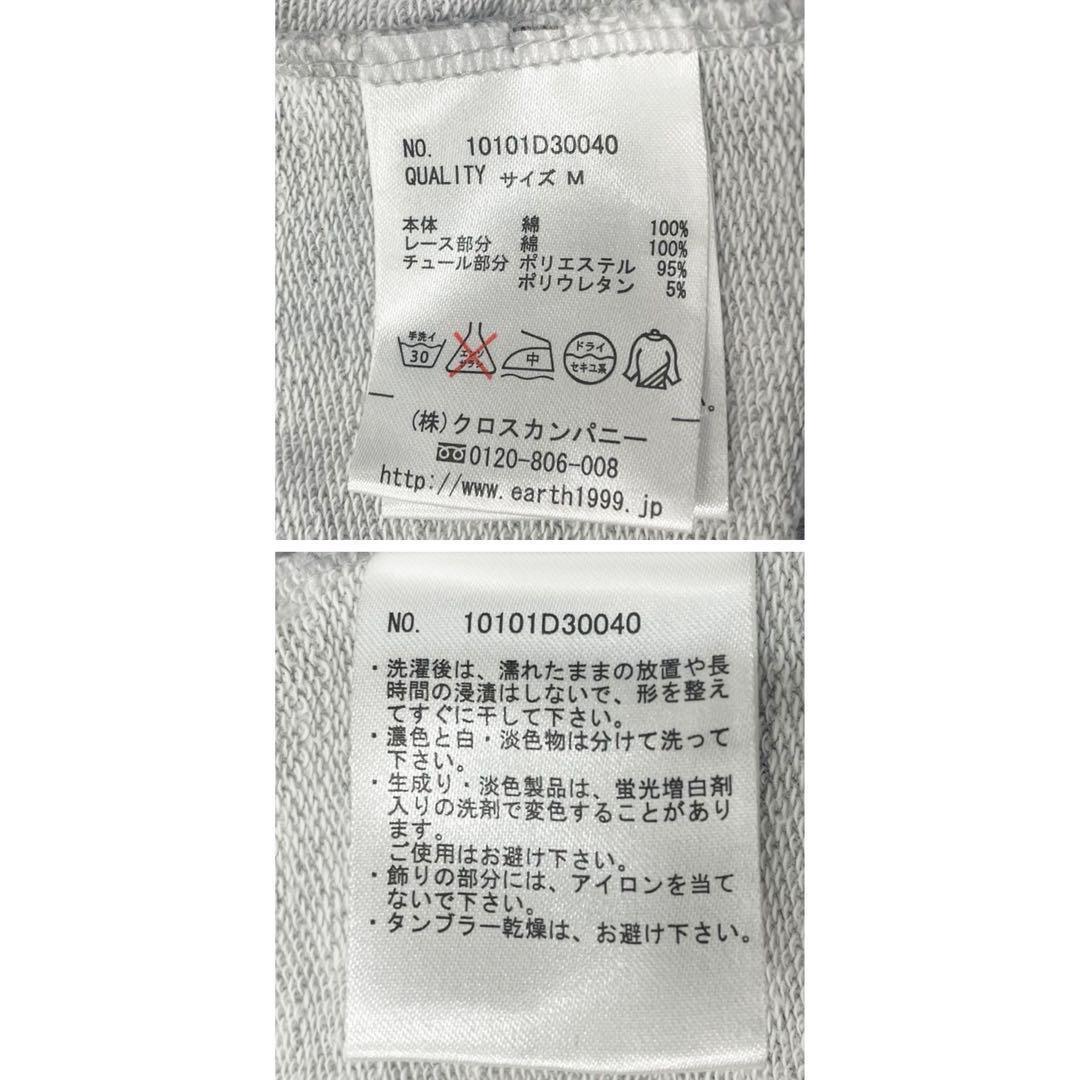 NO. 10101D30040
QUALITY サイズ M
本体 綿 100%
レース部分 綿 100%
チュール部分 ポリエステル 95%
ポリウレタン 5%
手洗イ 30
エンソ サラシ
中
ドライ セキユ系
い。
(株)クロスカンパニー
0120-806-008
http://www.earth1999.jp
NO. 10101D30040
・洗濯後は、濡れたままの放置や長
時間の浸漬はしないで、形を整え
てすぐに干して下さい。
・濃色と白・淡色物は分けて洗って
下さい。
・生成り・淡色製品は、蛍光増白剤
入りの洗剤で変色することがあり
ます。
ご使用はお避け下さい。
・飾りの部分には、アイロンを当て
ないで下さい。
・タンブラー乾燥は、お避け下さい。